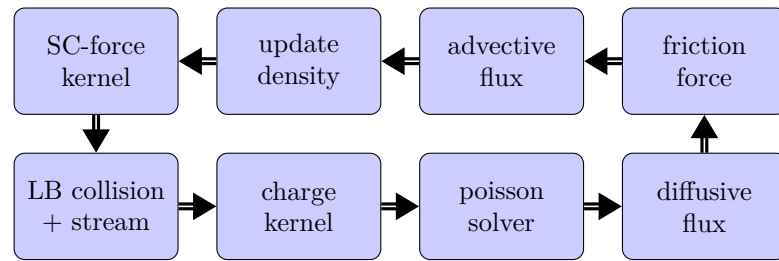 SC-force
kernel
update
density
advective
flux
friction
force
LB collision
+ stream
charge
kernel
poisson
solver
diffusive
flux